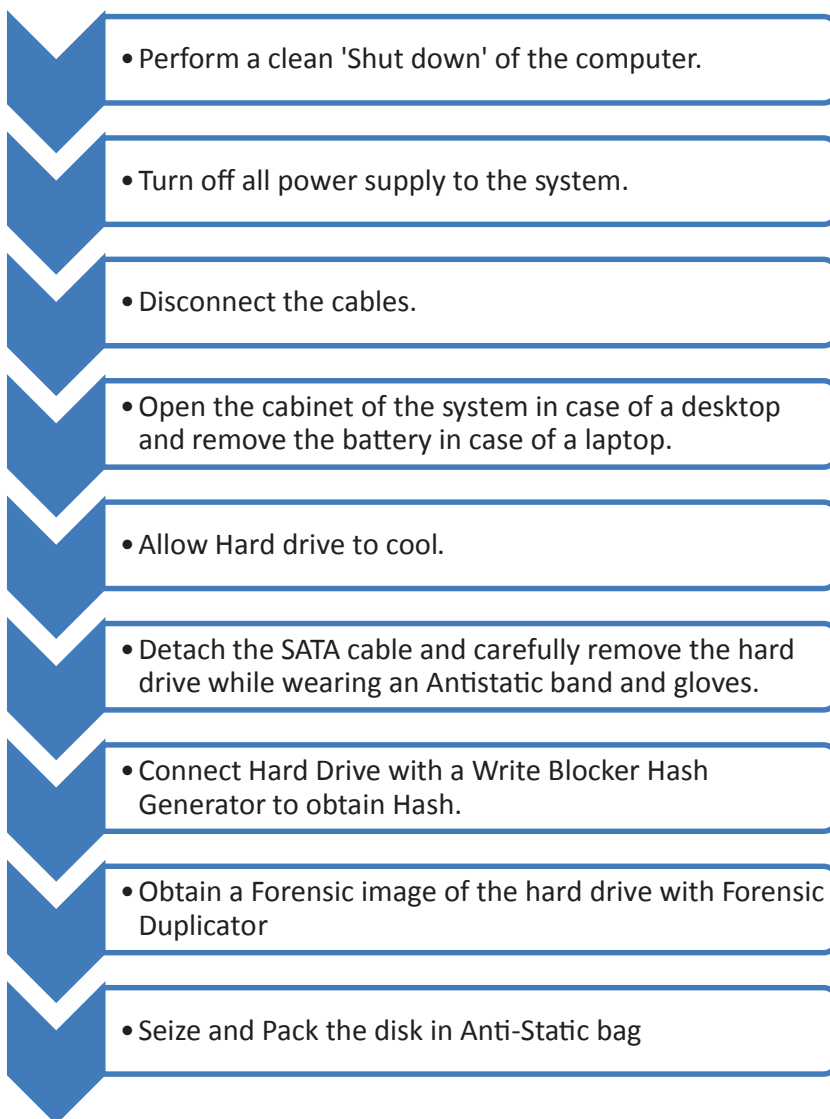 •Perform a clean 'Shut down' of the computer.
•Turn off all power supply to the system.
•Disconnect the cables.
•Open the cabinet of the system in case of a desktop
and remove the battery in case of a laptop.
•Allow Hard drive to cool.
•Detach the SATA cable and carefully remove the hard
drive while wearing an Antistatic band and gloves.
•Connect Hard Drive with a Write Blocker Hash
Generator to obtain Hash.
•Obtain a Forensic image of the hard drive with Forensic
Duplicator
•Seize and Pack the disk in Anti-Static bag